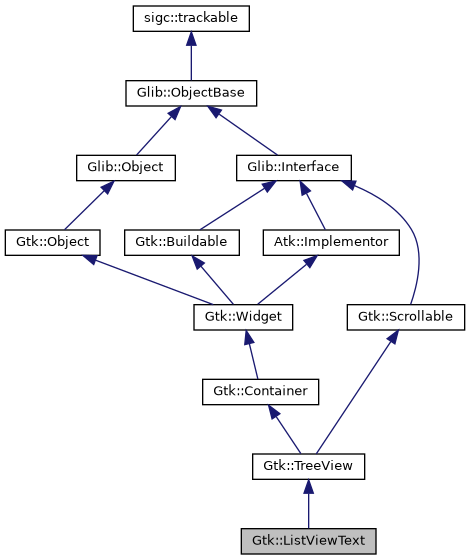 sigc::trackable
Glib::ObjectBase
Glib::Object
Glib::Interface
Gtk::Object
Gtk::Buildable
Atk::Implementor
Gtk::Widget
Gtk::Scrollable
Gtk::Container
Gtk::TreeView
Gtk::ListViewText